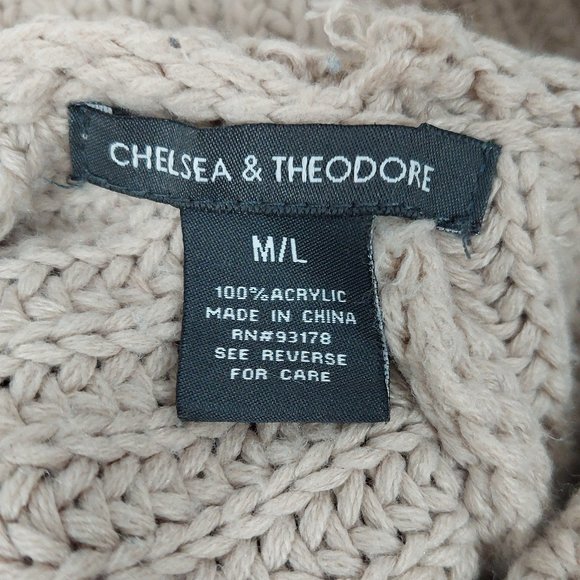 CHELSEA & THEODORE
M/L
100% ACRYLIC
MADE IN CHINA
RN#93178
SEE REVERSE
FOR CARE